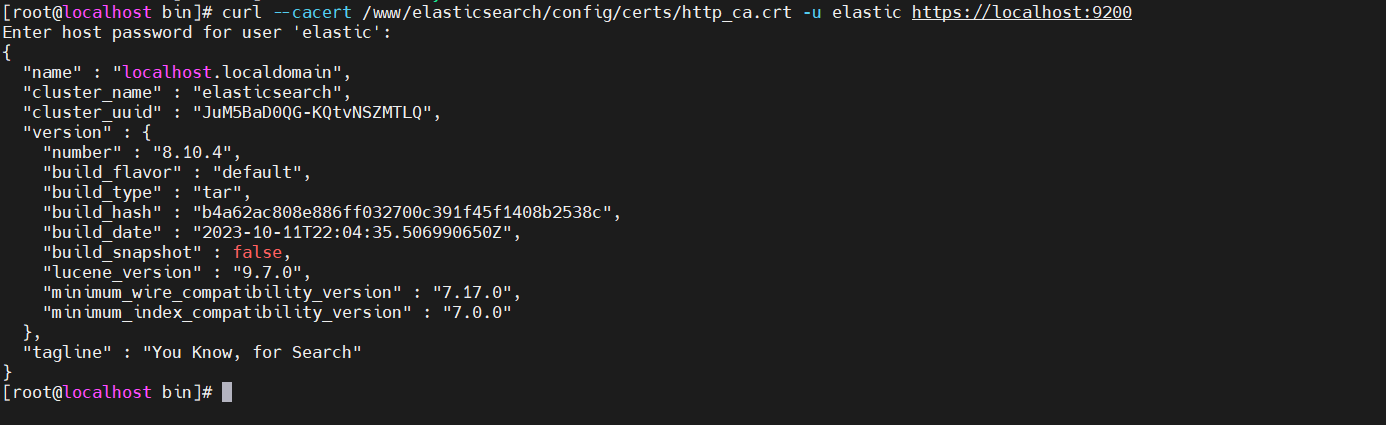 [root@localhost bin]# curl --cacert /www/elasticsearch/config/certs/http_ca.crt -u elastic https://localhost:9200
Enter host password for user 'elastic':
{
  "name" : "localhost.localdomain",
  "cluster_name" : "elasticsearch",
  "cluster_uuid" : "JuM5BaD0QG-KQtvNSZMTLQ",
  "version" : {
    "number" : "8.10.4",
    "build_flavor" : "default",
    "build_type" : "tar",
    "build_hash" : "b4a62ac808e886ff032700c391f45f1408b2538c",
    "build_date" : "2023-10-11T22:04:35.506990650Z",
    "build_snapshot" : false,
    "lucene_version" : "9.7.0",
    "minimum_wire_compatibility_version" : "7.17.0",
    "minimum_index_compatibility_version" : "7.0.0"
  },
  "tagline" : "You Know, for Search"
}
[root@localhost bin]#